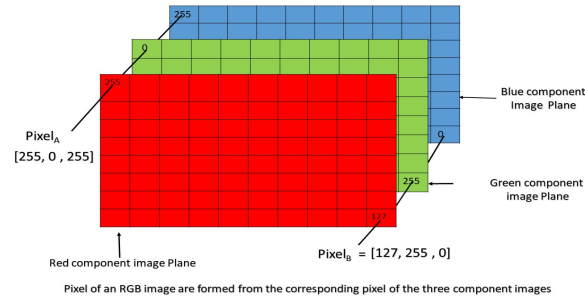 255
0
255
Blue component
Image Plane
Pixel_A
[255, 0 , 255]
0
255
Green component
image Plane
127
Pixel_B = [127, 255 , 0]
Red component image Plane
Pixel of an RGB image are formed from the corresponding pixel of the three component images